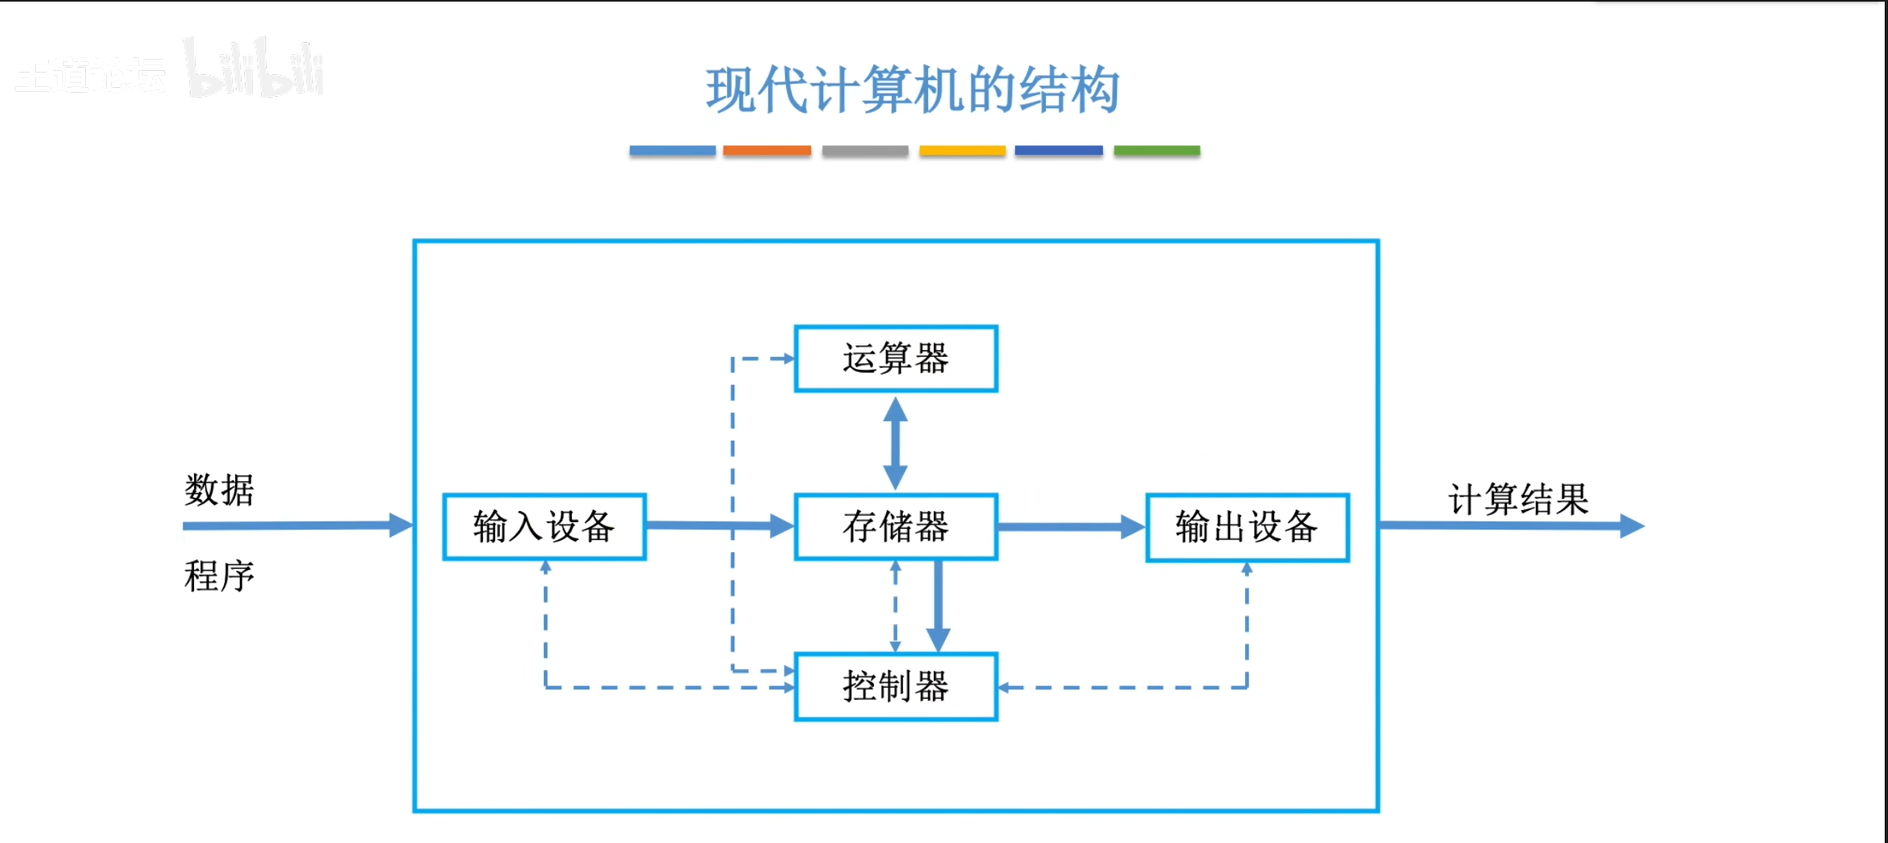 王道论坛 bilibili
现代计算机的结构
运算器
数据
计算结果
输入设备
存储器
输出设备
程序
控制器